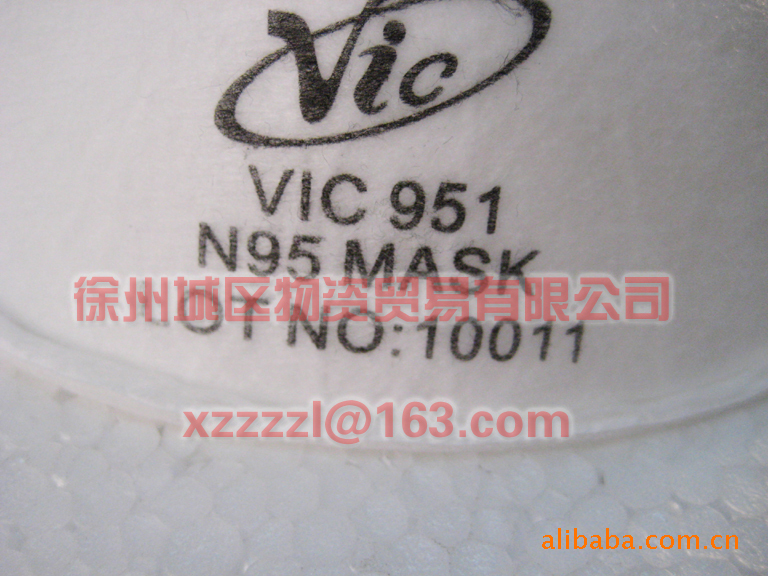 Vic
VIC 951
N95 MASK
徐州城区物资贸易有限公司
LOT NO:10011
xzzzzl@163.com
alibaba.com.cn